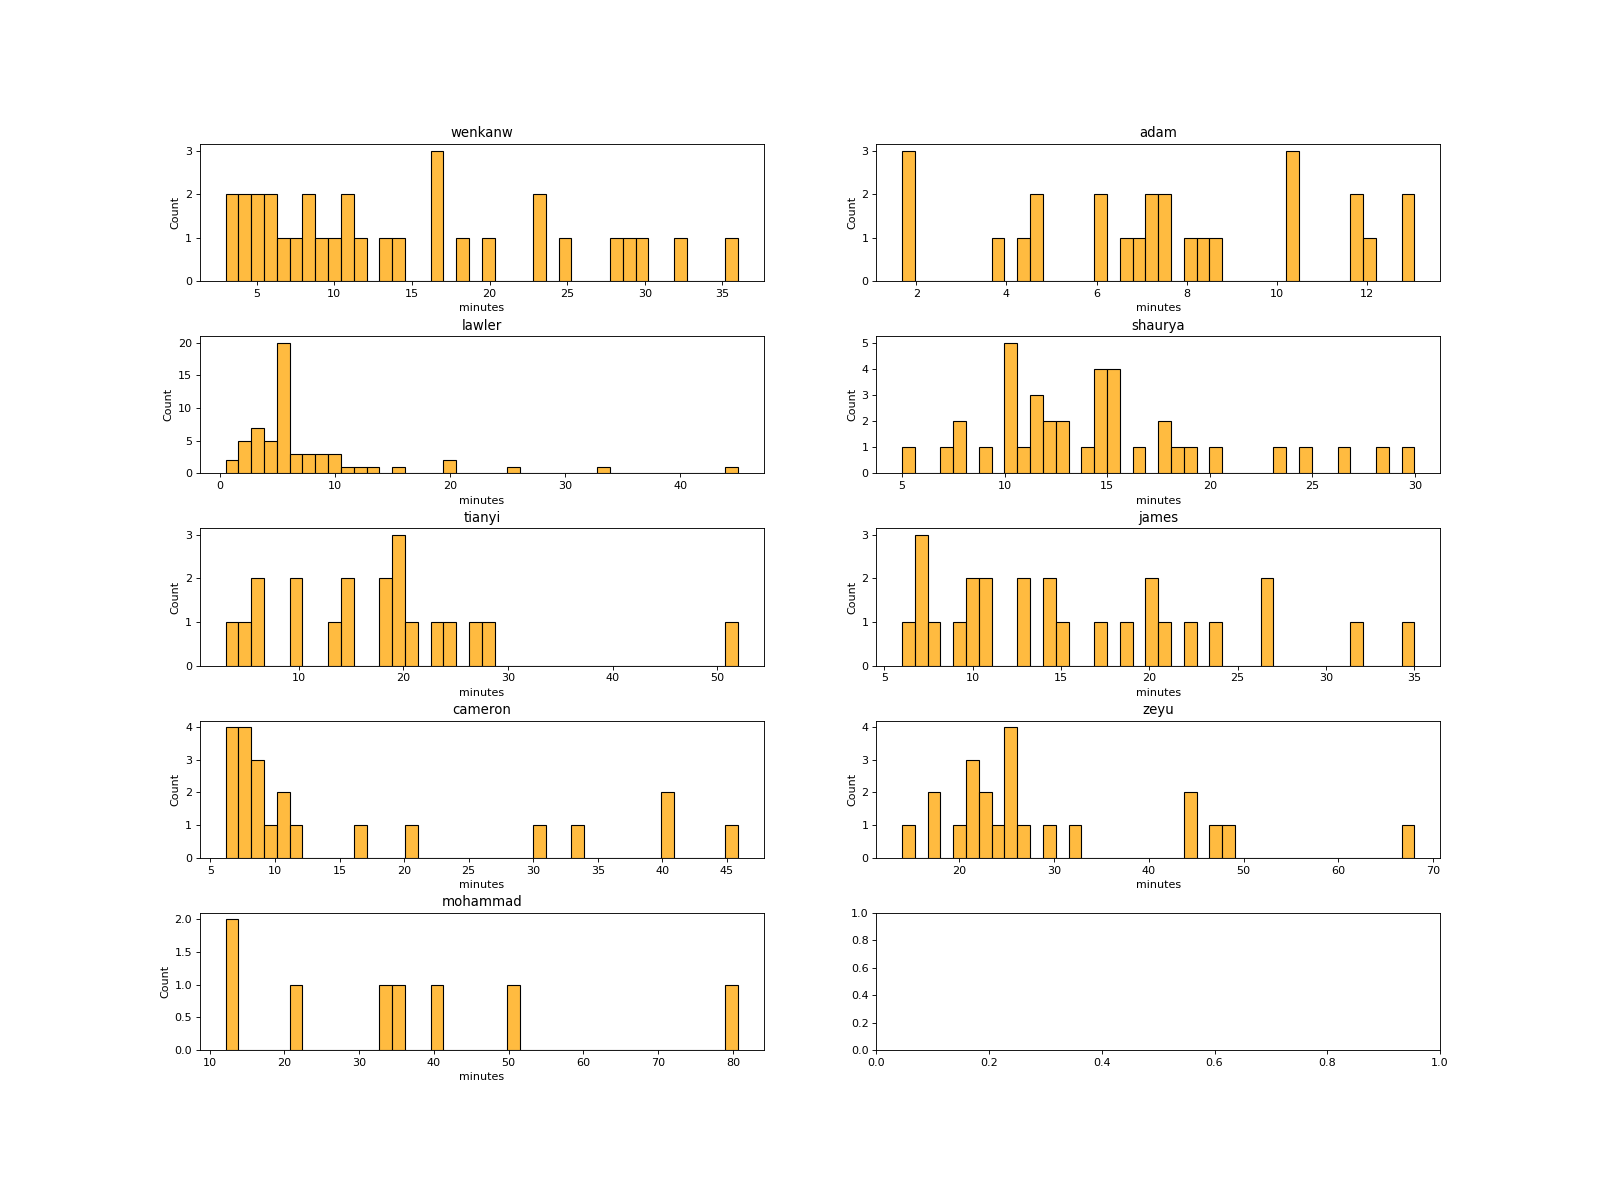 wenkanw
adam
3
2
1
0
Count
5 10 15 20 25 30 35
minutes
3
2
1
0
Count
2 4 6 8 10 12
minutes
lawler
shaurya
20
15
10
5
0
Count
0 10 20 30 40
minutes
5
4
3
2
1
0
Count
5 10 15 20 25 30
minutes
tianyi
james
3
2
1
0
Count
10 20 30 40 50
minutes
3
2
1
0
Count
5 10 15 20 25 30 35
minutes
cameron
zeyu
4
3
2
1
0
Count
5 10 15 20 25 30 35 40 45
minutes
4
3
2
1
0
Count
20 30 40 50 60 70
minutes
mohammad
2.0
1.5
1.0
0.5
0.0
Count
10 20 30 40 50 60 70 80
minutes
1.0
0.8
0.6
0.4
0.2
0.0
0.0 0.2 0.4 0.6 0.8 1.0